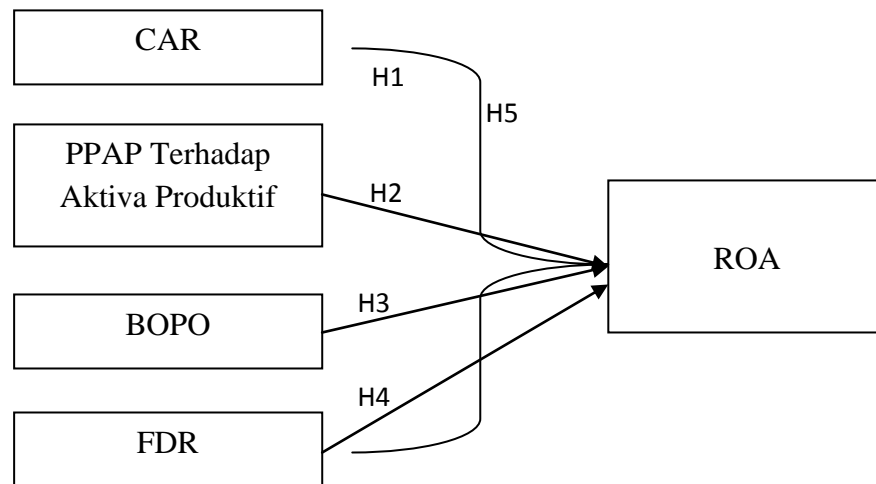 CAR
H1
H5
PPAP Terhadap
Aktiva Produktif
H2
ROA
H3
BOPO
H4
FDR